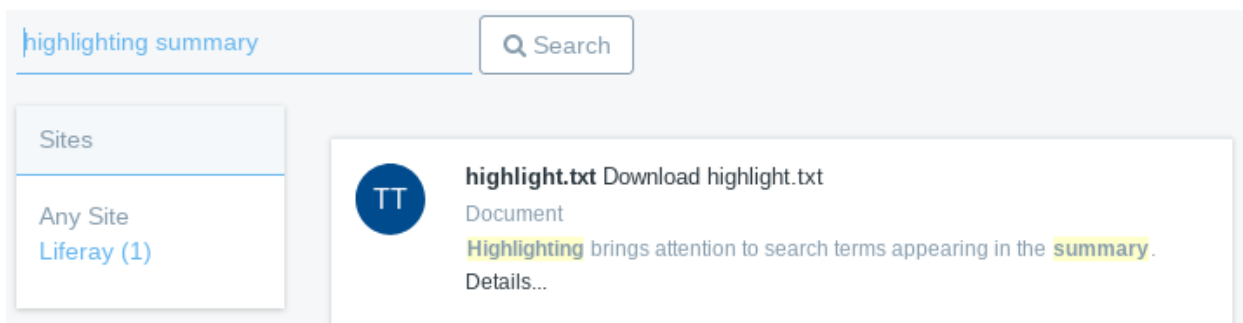 highlighting summary
Search
Sites
Any Site
Liferay (1)
TT
highlight.txt Download highlight.txt
Document
Highlighting brings attention to search terms appearing in the summary.
Details...